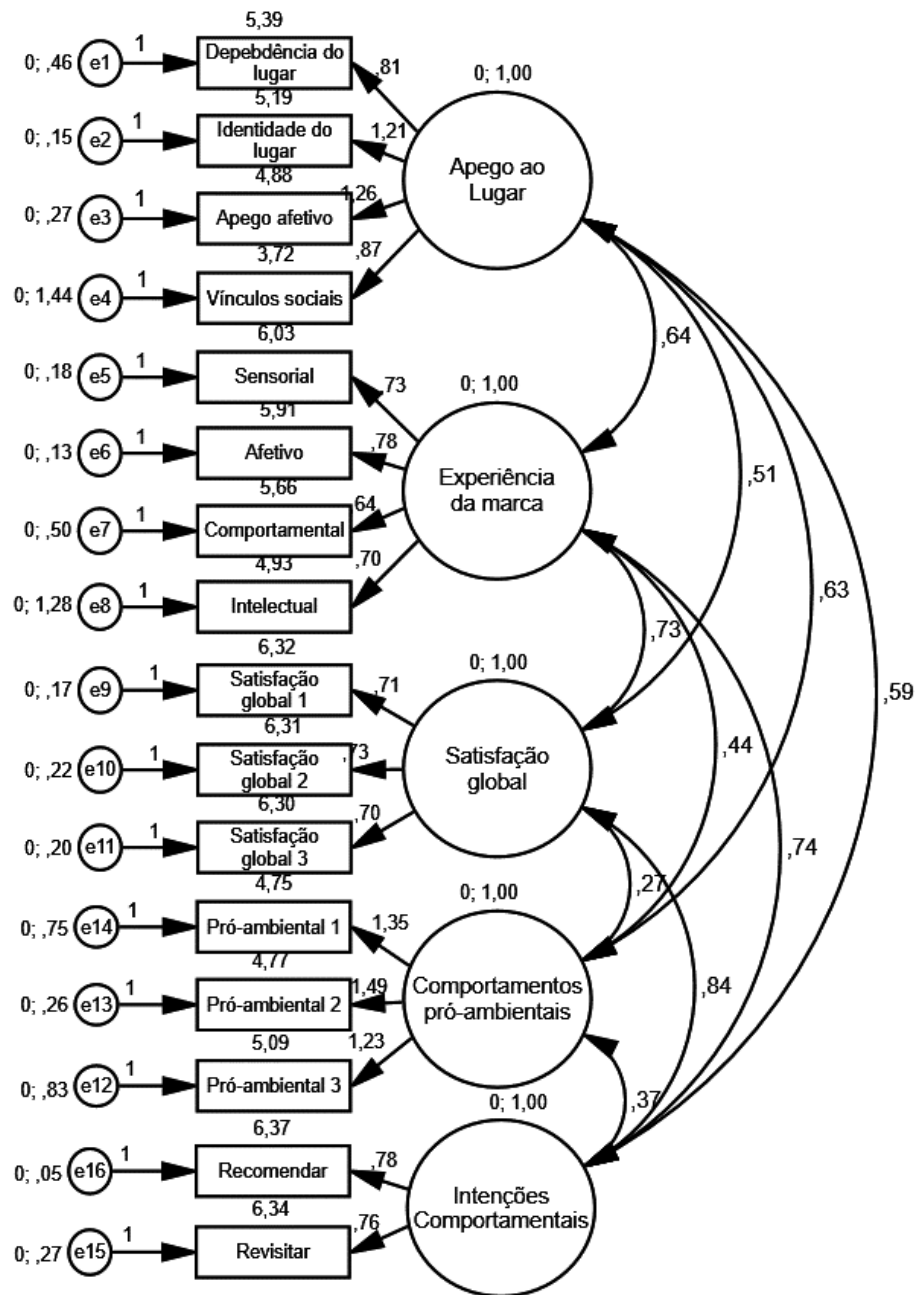 5,39
0; ,46 e1 1 Depebdência do
lugar
,81
5,19
0; ,15 e2 1 Identidade do
lugar
1,21
4,88
0; ,27 e3 1 Apego afetivo
1,26
3,72
0; 1,44 e4 1 Vínculos sociais
,87
0; 1,00
Apego ao
Lugar
6,03
0; ,18 e5 1 Sensorial
,73
5,91
0; ,13 e6 1 Afetivo
,78
5,66
0; ,50 e7 1 Comportamental
64
4,93
0; 1,28 e8 1 Intelectual
,70
0; 1,00
Experiência
da marca
6,32
0; ,17 e9 1 Satisfação
global 1
,71
6,31
0; ,22 e10 1 Satisfação
global 2
,73
6,30
0; ,20 e11 1 Satisfação
global 3
,70
0; 1,00
Satisfação
global
4,75
0; ,75 e14 1 Pró-ambiental 1
1,35
4,77
0; ,26 e13 1 Pró-ambiental 2
1,49
5,09
0; ,83 e12 1 Pró-ambiental 3
1,23
0; 1,00
Comportamentos
pró-ambientais
6,37
0; ,05 e16 1 Recomendar
,78
6,34
0; ,27 e15 1 Revisitar
,76
0; 1,00
Intenções
Comportamentais
,64
,51
,63
,59
,73
,44
,74
,27
,84
,37